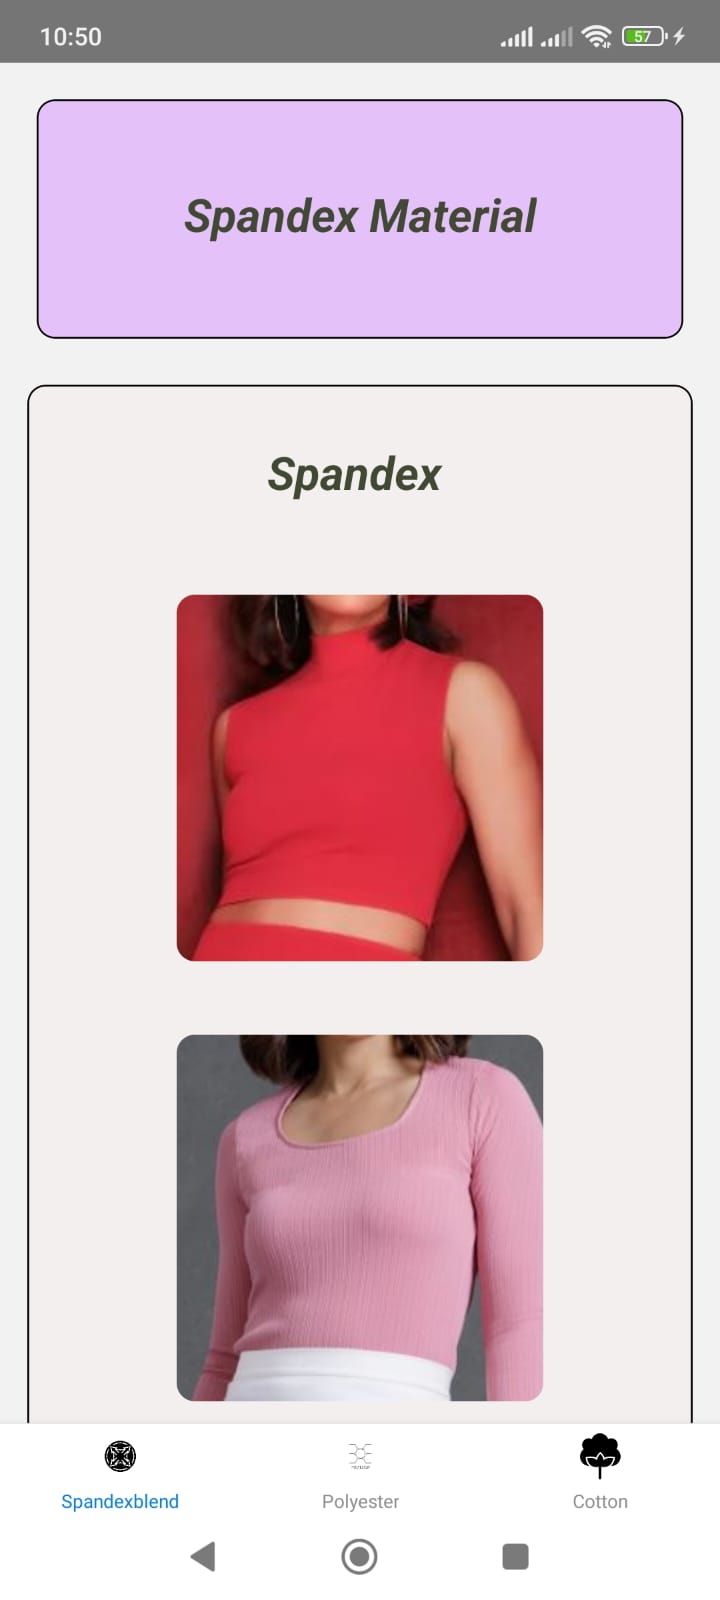 10:50
57
Spandex Material
Spandex
Spandexblend
Polyester
Cotton